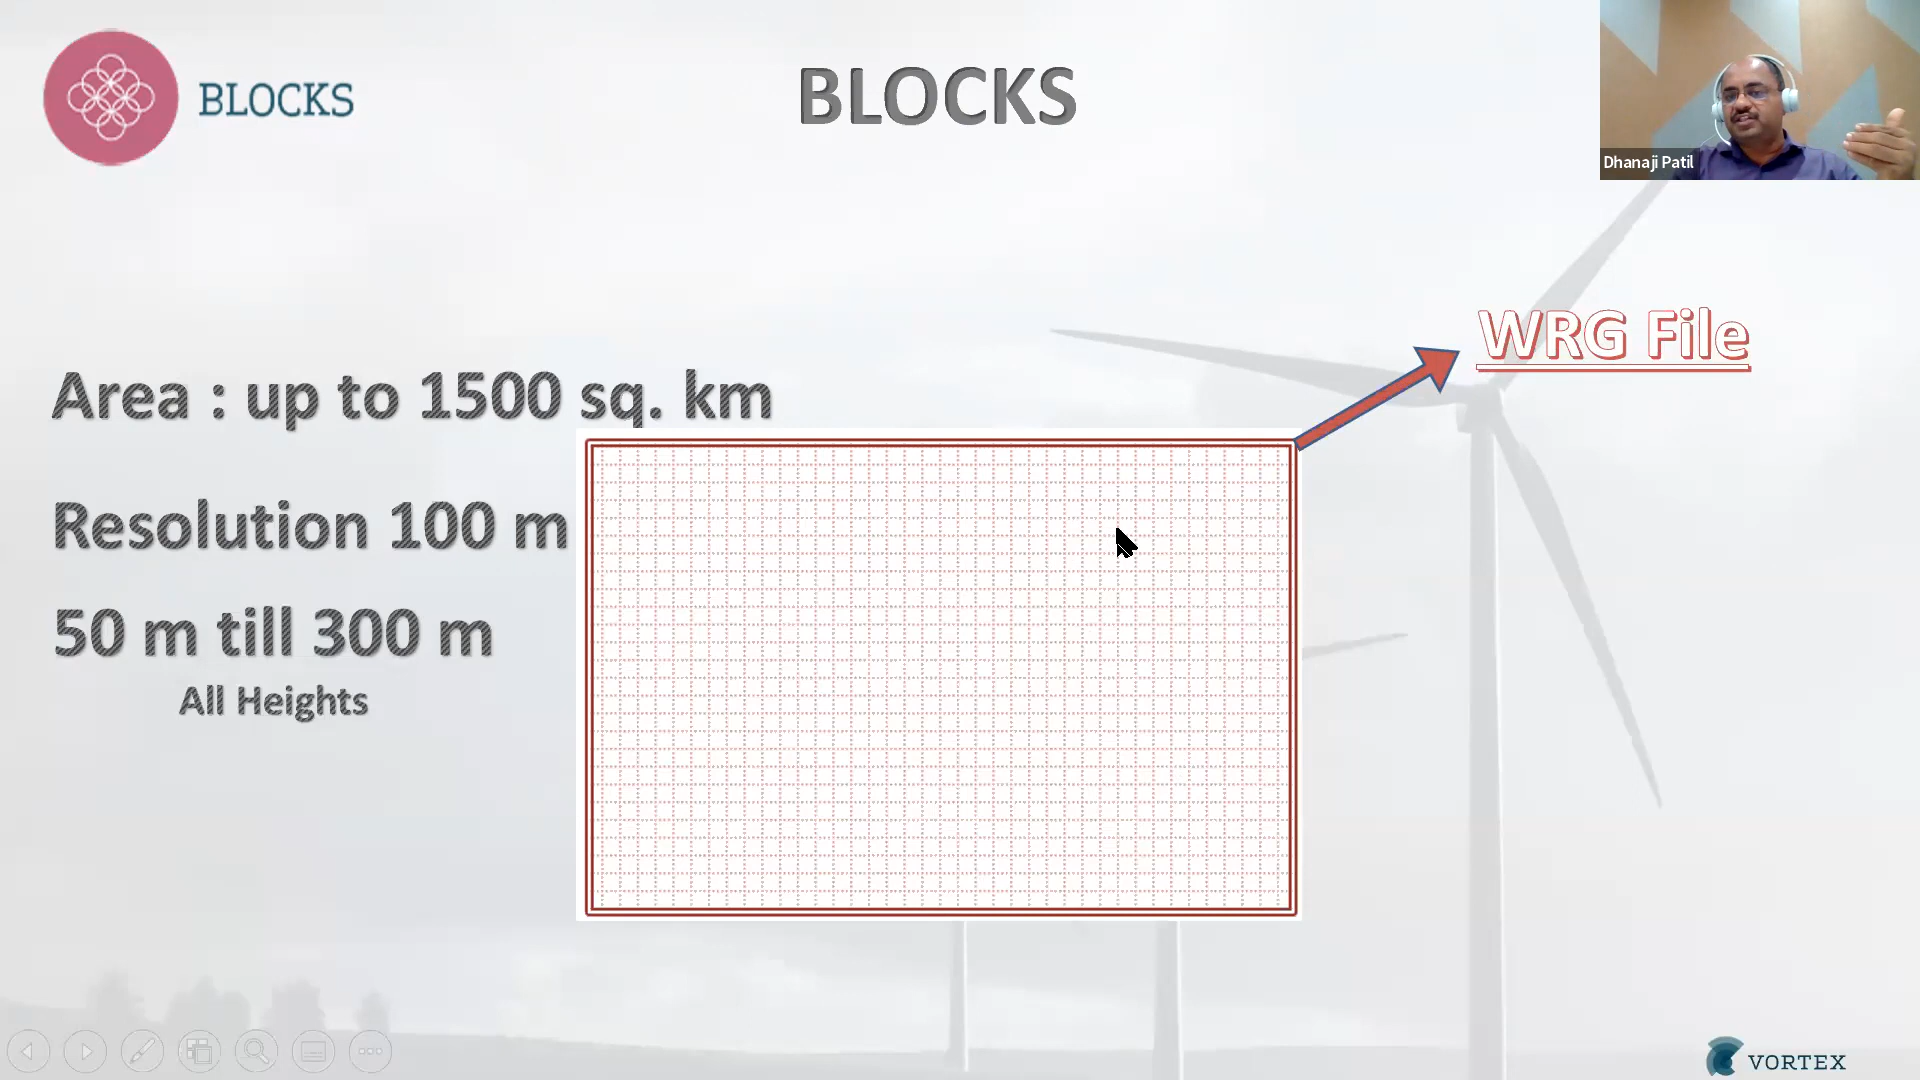 BLOCKS
BLOCKS
Dhanaji Patil
WRG File
Area : up to 1500 sq. km
Resolution 100 m
50 m till 300 m
All Heights
VORTEX